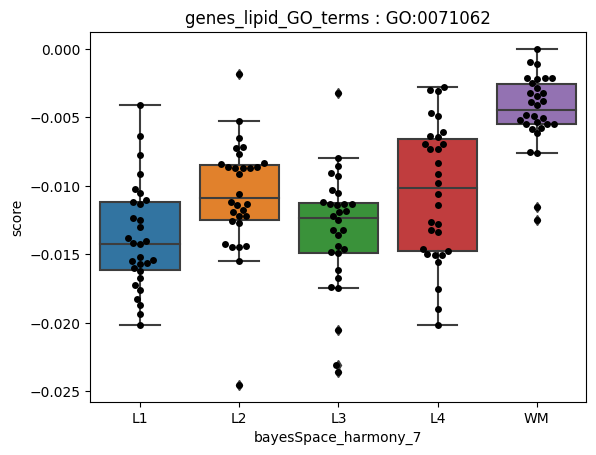 genes_lipid_GO_terms : GO:0071062
0.000
−0.005
−0.010
−0.015
−0.020
−0.025
score
L1 L2 L3 L4 WM
bayesSpace_harmony_7